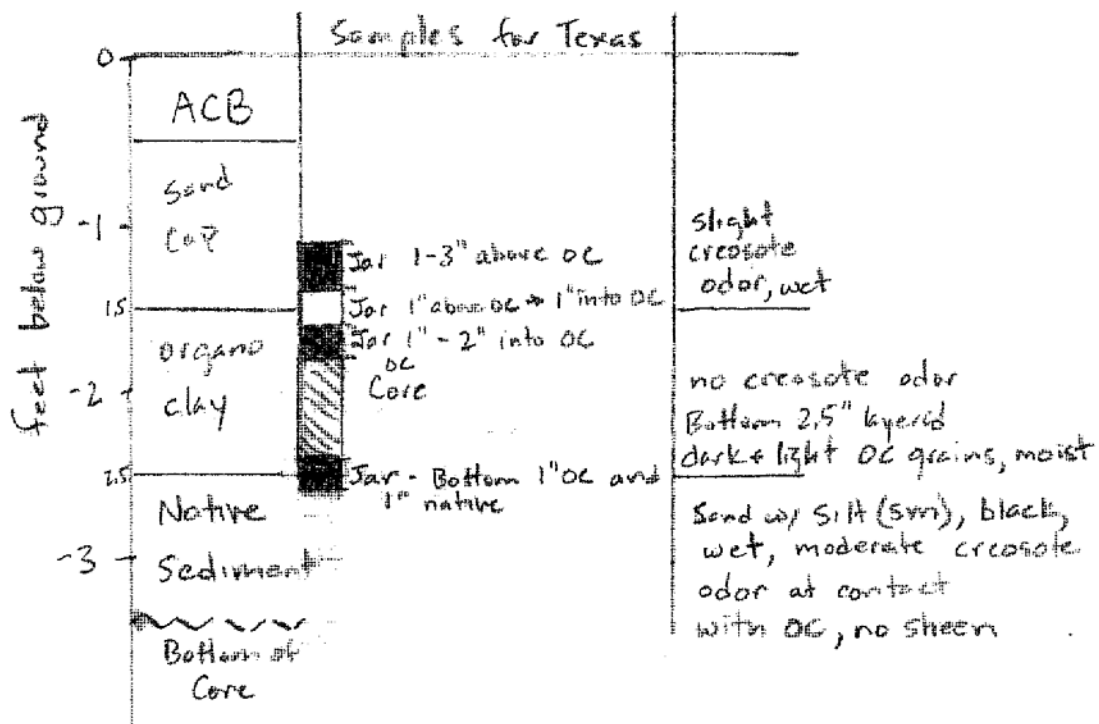 Samples for Texas
0
ACB
feet below ground
sand
cap
-1
slight
creosote
odor, wet
Jar 1-3" above OC
Jar 1" above OC → 1" into OC
1.5
Jar 1" - 2" into OC
organo
clay
OC
Core
-2
no creosote odor
Bottom 2.5" layered
dark + light OC grains, moist
2.5
Jar - Bottom 1" OC and
1" native
Native
Sediment
-3
Sand w/ silt (sm), black,
wet, moderate creosote
odor at contact
with OC, no sheen
Bottom of
Core